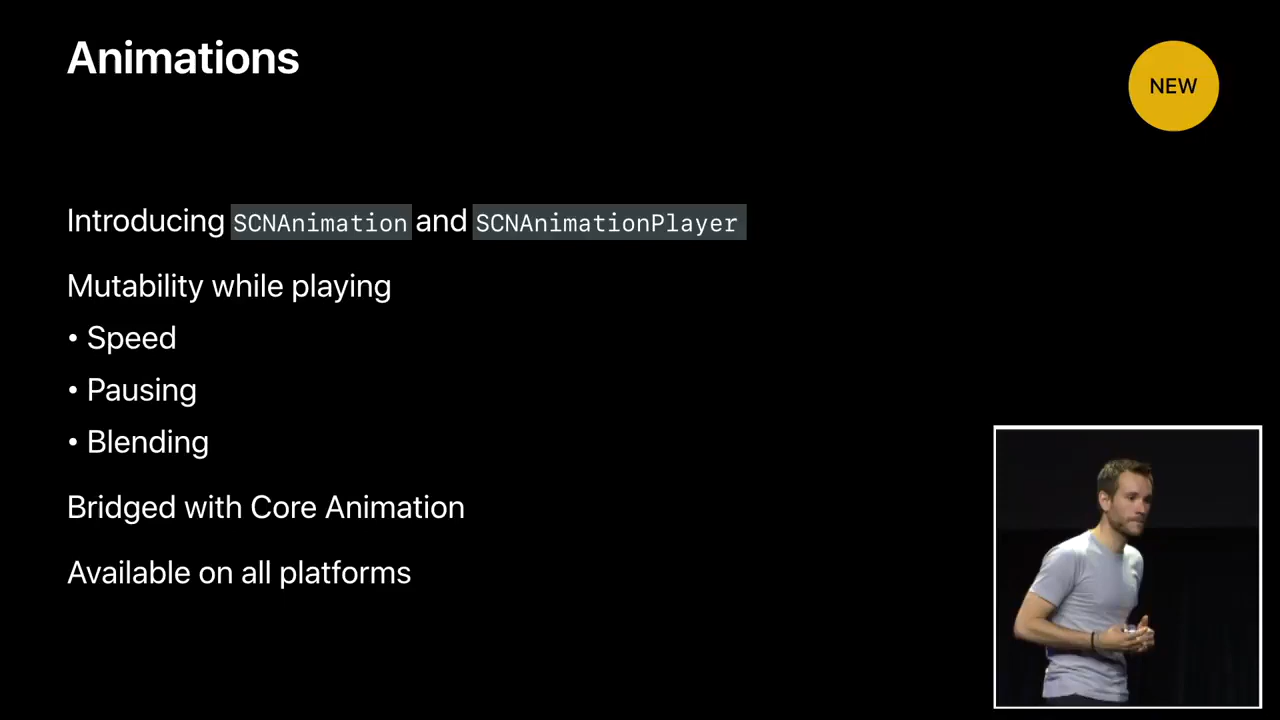 Animations
NEW
Introducing SCNAnimation and SCNAnimationPlayer
Mutability while playing
• Speed
• Pausing
• Blending
Bridged with Core Animation
Available on all platforms